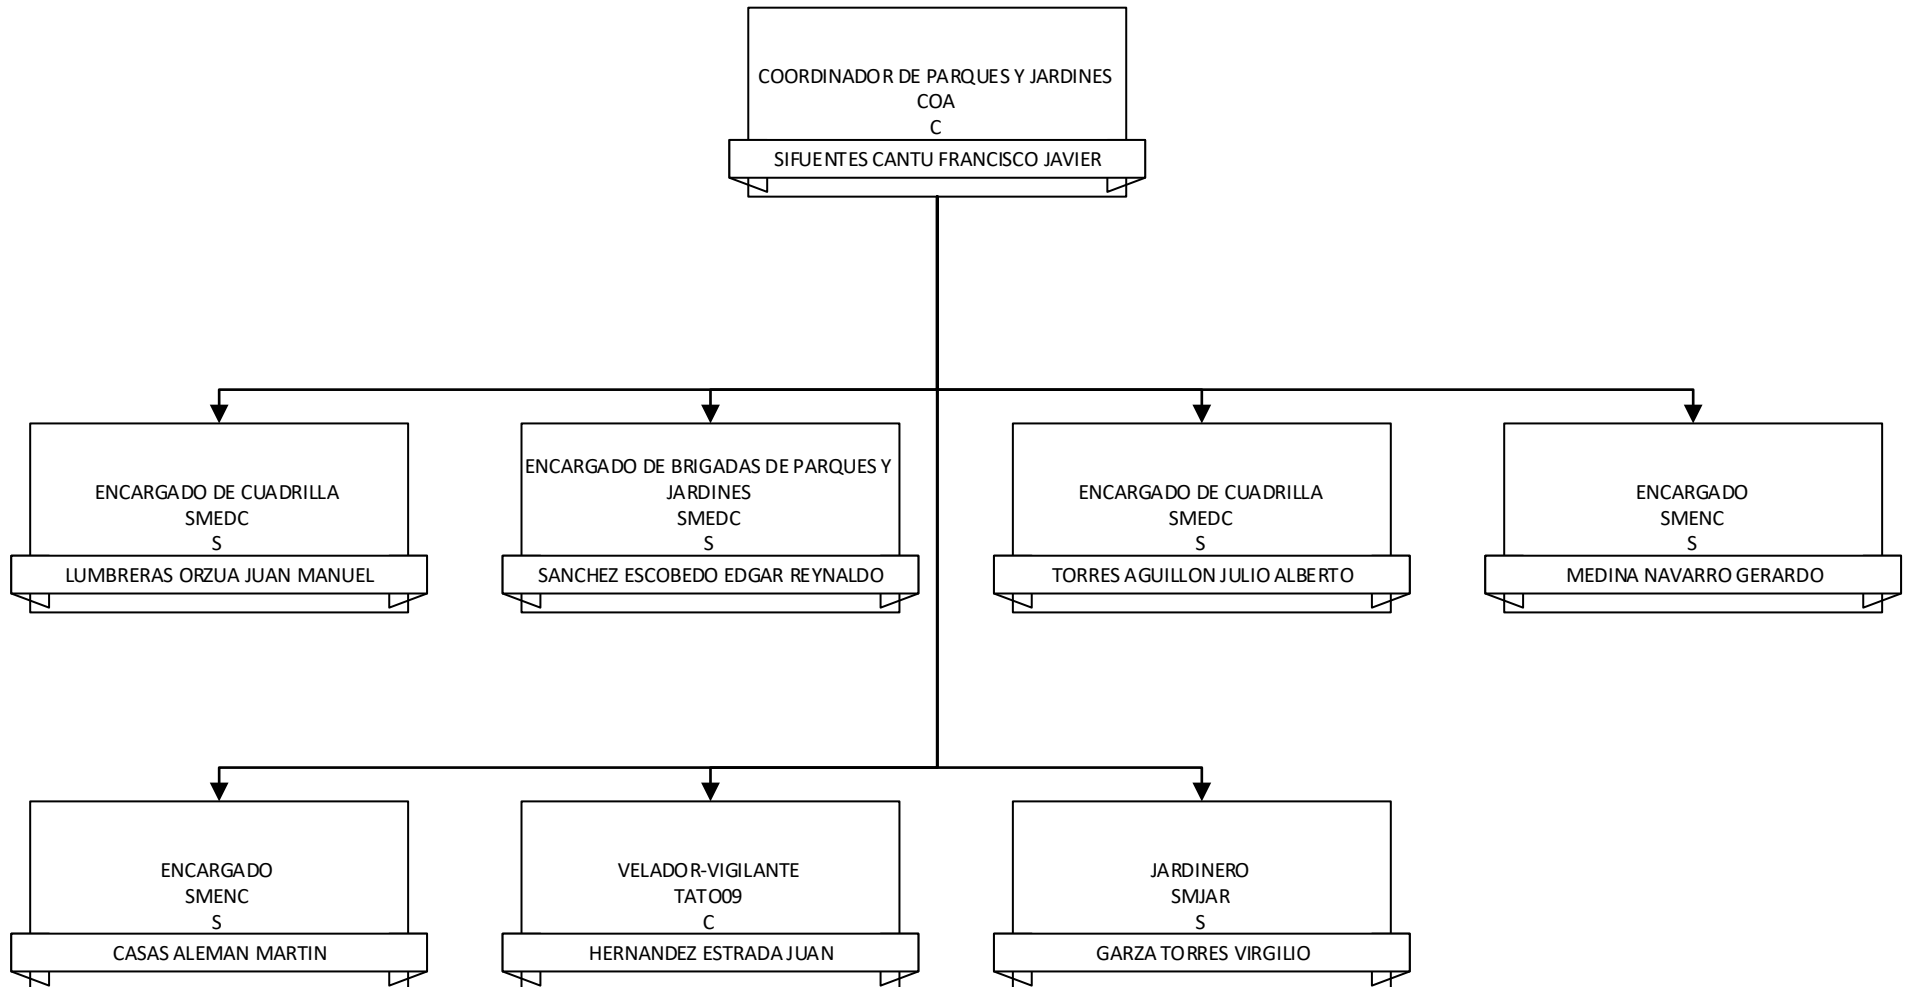 COORDINADOR DE PARQUES Y JARDINES
COA
C
SIFUENTES CANTU FRANCISCO JAVIER
ENCARGADO DE CUADRILLA
SMEDC
S
LUMBRERAS ORZUA JUAN MANUEL
ENCARGADO DE BRIGADAS DE PARQUES Y
JARDINES
SMEDC
S
SANCHEZ ESCOBEDO EDGAR REYNALDO
ENCARGADO DE CUADRILLA
SMEDC
S
TORRES AGUILLON JULIO ALBERTO
ENCARGADO
SMENC
S
MEDINA NAVARRO GERARDO
ENCARGADO
SMENC
S
CASAS ALEMAN MARTIN
VELADOR-VIGILANTE
TATO09
C
HERNANDEZ ESTRADA JUAN
JARDINERO
SMJAR
S
GARZA TORRES VIRGILIO